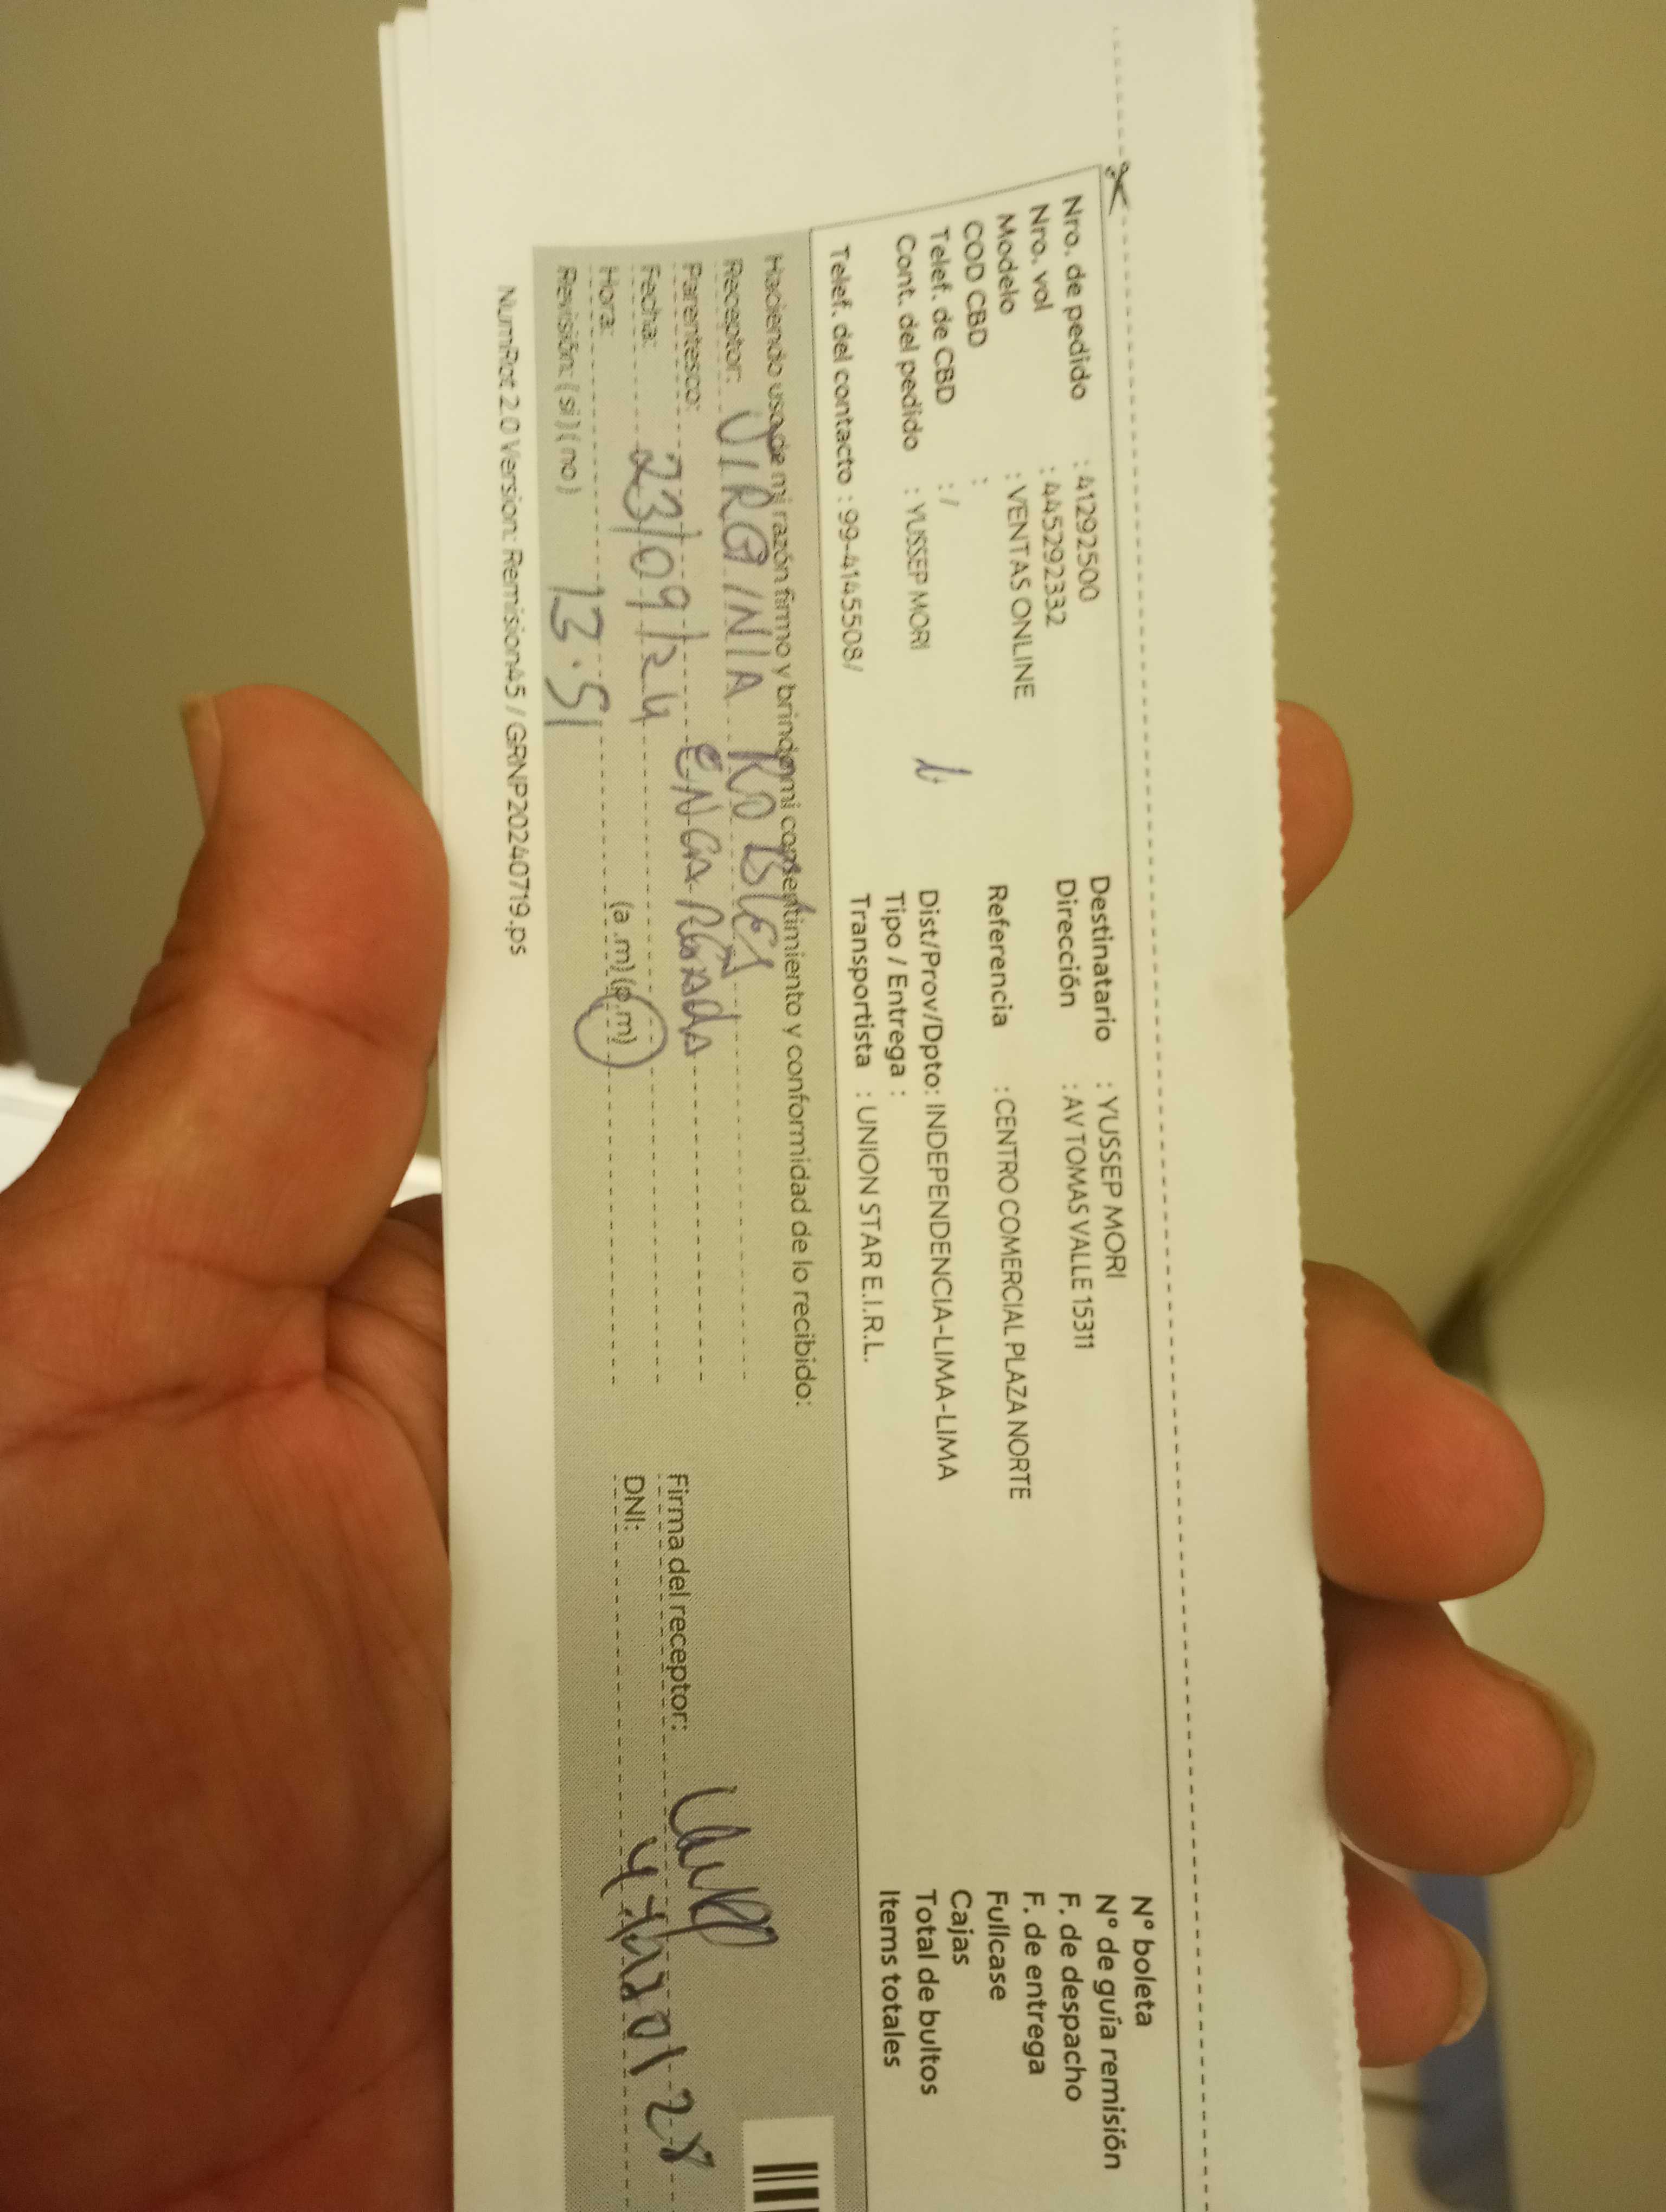 Nro. de pedido : 41292500
Nro. vol : 445292332
Modelo : VENTAS ONLINE
COD CBD :
Telef. de CBD : /
Cont. del pedido : YUSSEP MORI
Telef. del contacto : 99-4145508/
Destinatario : YUSSEP MORI
Dirección : AV TOMAS VALLE 15311
Referencia : CENTRO COMERCIAL PLAZA NORTE
Dist/Prov/Dpto: INDEPENDENCIA-LIMA-LIMA
Tipo / Entrega :
Transportista : UNION STAR E.I.R.L.
N° boleta
N° de guía remisión
F. de despacho
F. de entrega
Fullcase
Cajas
Total de bultos
Items totales
Haciendo uso de mi razón firmo y brindo mi consentimiento y conformidad de lo recibido:
Receptor: VIRGINIA ROBLES
Parentesco: ENCARGADA
Fecha: 23/09/24
Hora: 13:51 (a.m) (p.m)
Revisión: ( si ) ( no )
Firma del receptor:
DNI:
NumRot 2.0 Version: Remision45 / GRNP20240719.ps